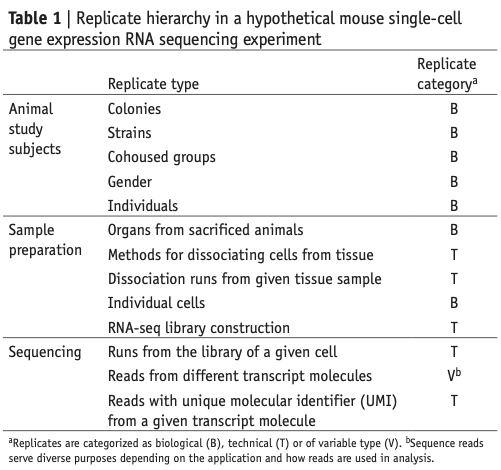 Table 1 | Replicate hierarchy in a hypothetical mouse single-cell
gene expression RNA sequencing experiment
Replicate type Replicate
categoryᵃ
Animal
study
subjects
Colonies B
Strains B
Cohoused groups B
Gender B
Individuals B
Sample
preparation
Organs from sacrificed animals B
Methods for dissociating cells from tissue T
Dissociation runs from given tissue sample T
Individual cells B
RNA-seq library construction T
Sequencing Runs from the library of a given cell T
Reads from different transcript molecules Vᵇ
Reads with unique molecular identifier (UMI) T
from a given transcript molecule
ᵃReplicates are categorized as biological (B), technical (T) or of variable type (V). ᵇSequence reads
serve diverse purposes depending on the application and how reads are used in analysis.